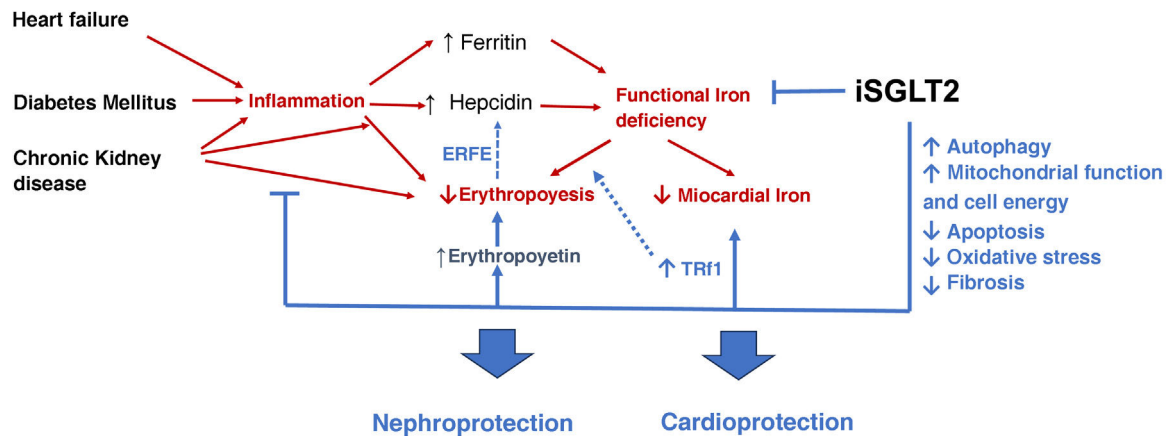 Heart failure
Diabetes Mellitus
Chronic Kidney
disease
Inflammation
↑ Ferritin
↑ Hepcidin
ERFE
↓Erythropoyesis
↑Erythropoyetin
Functional Iron
deficiency
↓ Miocardial Iron
↑ TRf1
iSGLT2
↑ Autophagy
↑ Mitochondrial function
and cell energy
↓ Apoptosis
↓ Oxidative stress
↓ Fibrosis
Nephroprotection
Cardioprotection